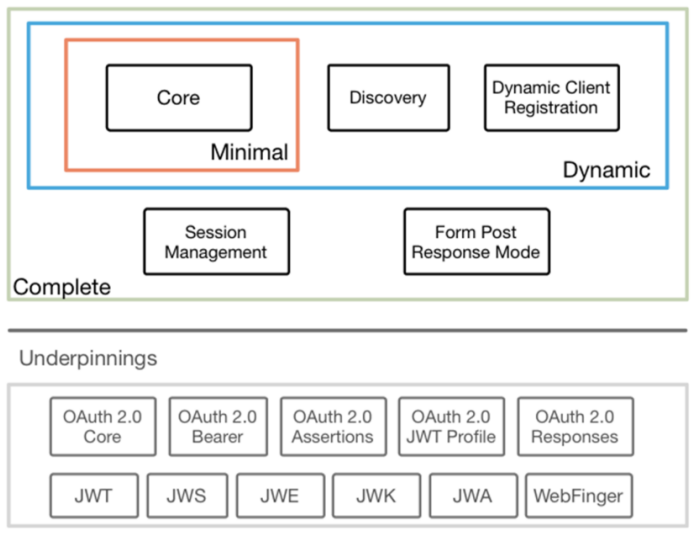 Core
Discovery
Dynamic Client
Registration
Minimal
Dynamic
Session
Management
Form Post
Response Mode
Complete
Underpinnings
OAuth 2.0
Core
OAuth 2.0
Bearer
OAuth 2.0
Assertions
OAuth 2.0
JWT Profile
OAuth 2.0
Responses
JWT
JWS
JWE
JWK
JWA
WebFinger